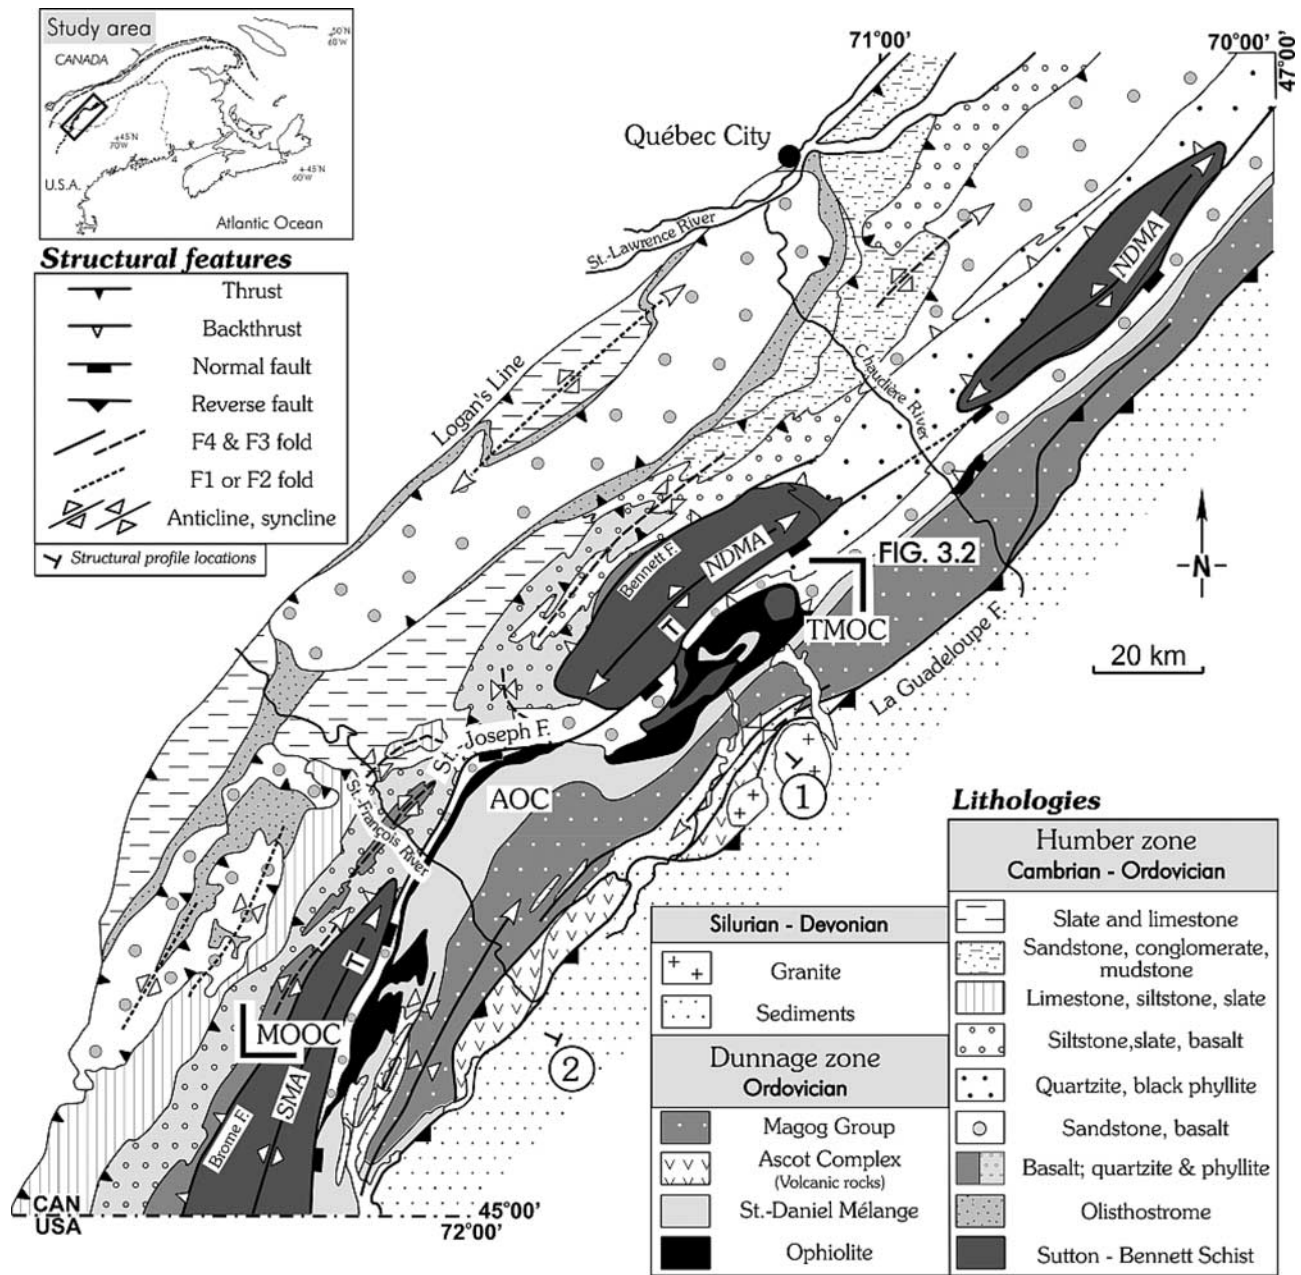 Study area
CANADA
U.S.A.
Atlantic Ocean
+50°N
60°W
+45°N
70°W
+45°N
60°W
Structural features
Thrust
Backthrust
Normal fault
Reverse fault
F4 & F3 fold
F1 or F2 fold
Anticline, syncline
Structural profile locations
71°00'
70°00'
47°00'
Québec City
St.-Lawrence River
Logan's Line
Chaudière River
NDMA
Bennett F.
NDMA
T
FIG. 3.2
TMOC
La Guadeloupe F.
N
20 km
St.-Joseph F.
AOC
St.-François River
1
T
MOOC
SMA
Brome F.
2
CAN
USA
45°00'
72°00'
Lithologies
Humber zone
Cambrian - Ordovician
Slate and limestone
Sandstone, conglomerate,
mudstone
Limestone, siltstone, slate
Siltstone,slate, basalt
Quartzite, black phyllite
Sandstone, basalt
Basalt; quartzite & phyllite
Olisthostrome
Sutton - Bennett Schist
Silurian - Devonian
Granite
Sediments
Dunnage zone
Ordovician
Magog Group
Ascot Complex
(Volcanic rocks)
St.-Daniel Mélange
Ophiolite